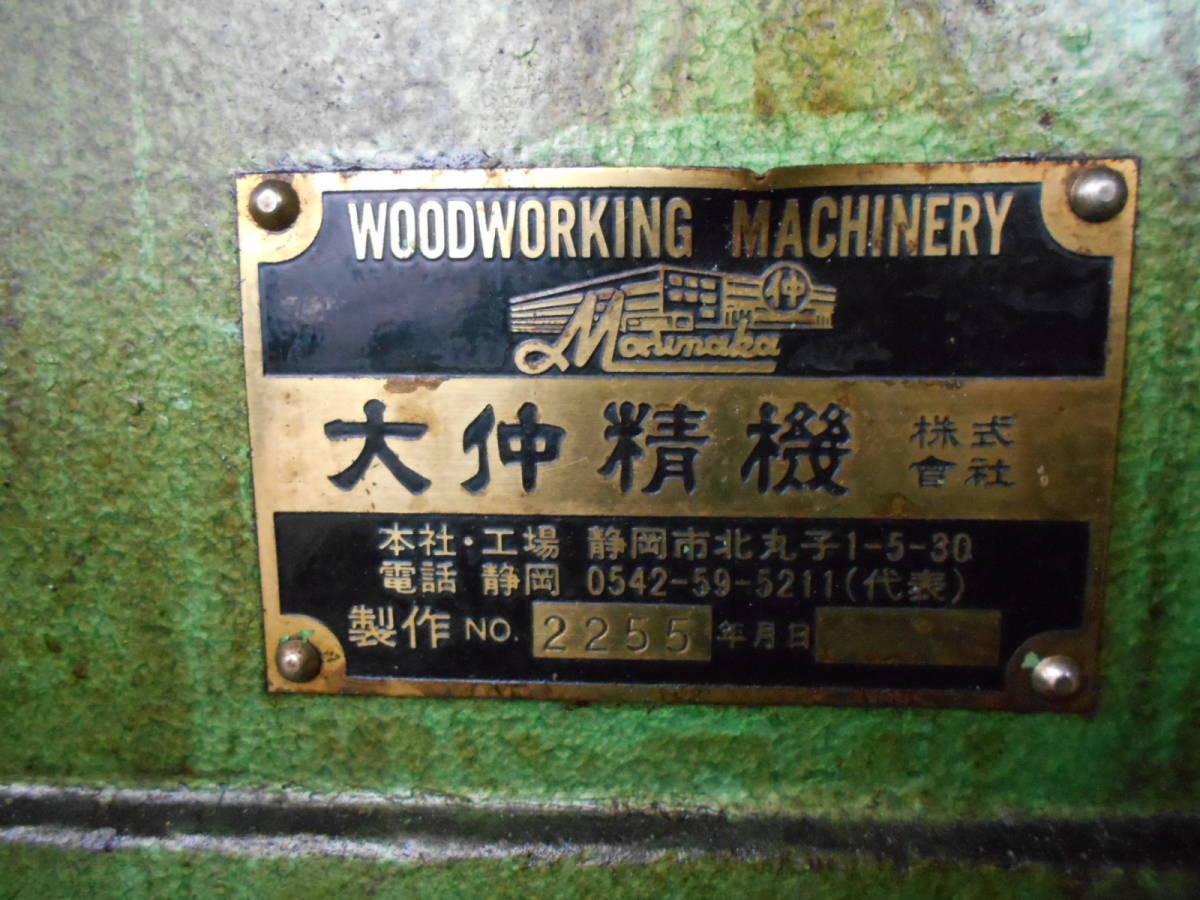 WOODWORKING MACHINERY
仲
大仲精機 株式會社
本社・工場 静岡市北丸子1-5-30
電話 静岡 0542-59-5211(代表)
製作 NO. 2255 年月日